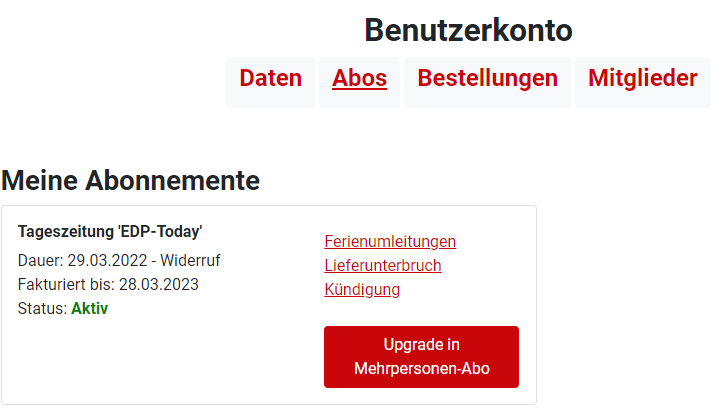 Benutzerkonto
Daten Abos Bestellungen Mitglieder
Meine Abonnemente
Tageszeitung 'EDP-Today'
Dauer: 29.03.2022 - Widerruf
Fakturiert bis: 28.03.2023
Status: Aktiv
Ferienumleitungen
Lieferunterbruch
Kündigung
Upgrade in
Mehrpersonen-Abo